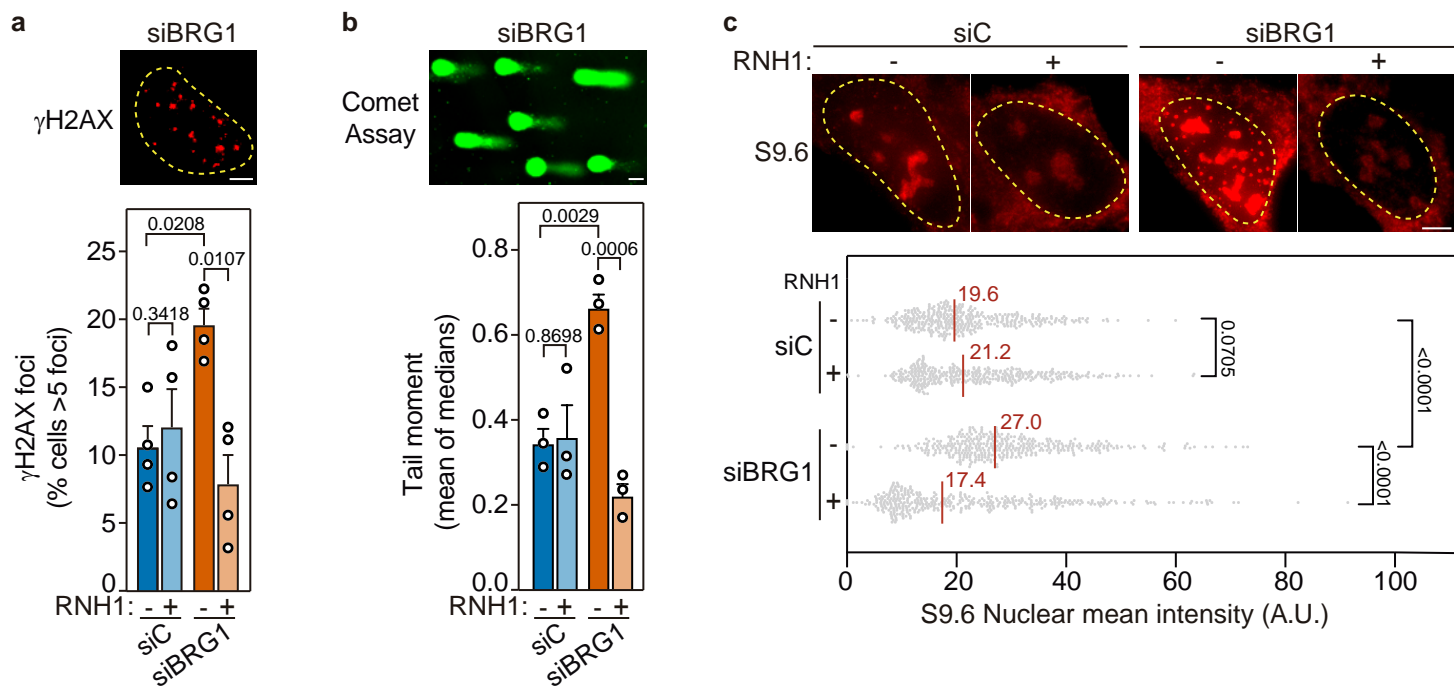 a
siBRG1
γH2AX
0.0208
0.0107
0.3418
25
20
15
10
5
0
γH2AX foci
(% cells >5 foci)
RNH1: - + - +
siC
siBRG1
b
siBRG1
Comet
Assay
0.0029
0.0006
0.8698
0.8
0.6
0.4
0.2
0.0
Tail moment
(mean of medians)
RNH1: - + - +
siC
siBRG1
c
siC siBRG1
RNH1: - + - +
S9.6
RNH1
siC
-
19.6
+
21.2
0.0705
siBRG1
-
27.0
+
17.4
<0.0001
<0.0001
0 20 40 60 80 100
S9.6 Nuclear mean intensity (A.U.)